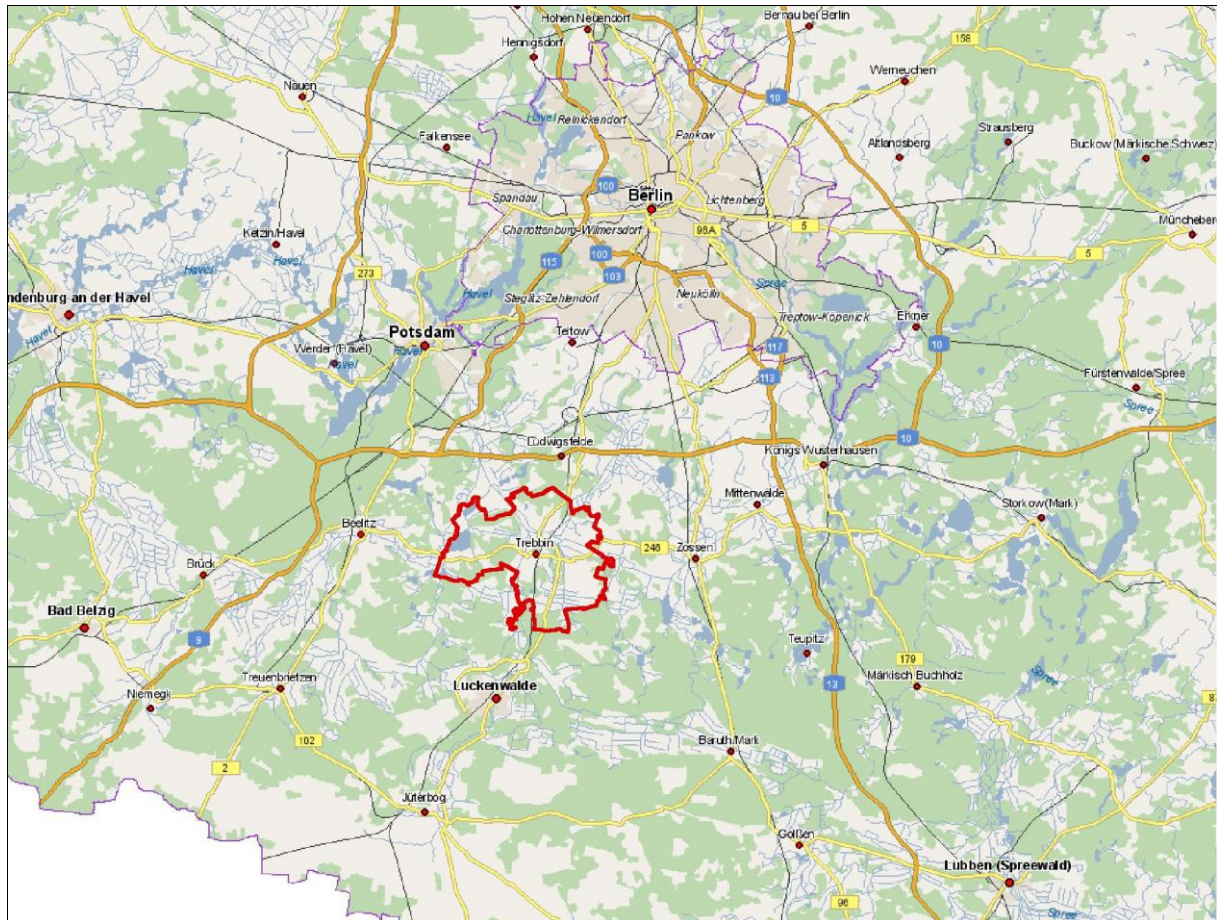 Hohen Neuendorf
Bernau bei Berlin
158
Hennigsdorf
Werneuchen
Nauen
10
Havel
Reinickendorf
Pankow
Strausberg
Falkensee
Altlandsberg
Buckow (Märkische Schweiz)
100
Spandau
Berlin
Lichtenberg
Ketzin/Havel
Charlottenburg-Wilmersdorf
96A
5
Müncheberg
Havel
273
115
100
103
5
Spree
ndenburg an der Havel
Havel
Steglitz-Zehlendorf
Neukölln
Treptow-Köpenick
Erkner
Havel
Potsdam
Teltow
Werder (Havel)
Havel
Havel
117
10
113
Fürstenwalde/Spree
Spree
Ludwigsfelde
10
Königs Wusterhausen
Mittenwalde
Storkow (Mark)
Beelitz
Trebbin
246
Zossen
Brück
Bad Belzig
9
Teupitz
179
Treuenbrietzen
Luckenwalde
13
Märkisch Buchholz
Spree
Niemegk
87
102
Baruth/Mark
2
Jüterbog
Golßen
Lübben (Spreewald)
96